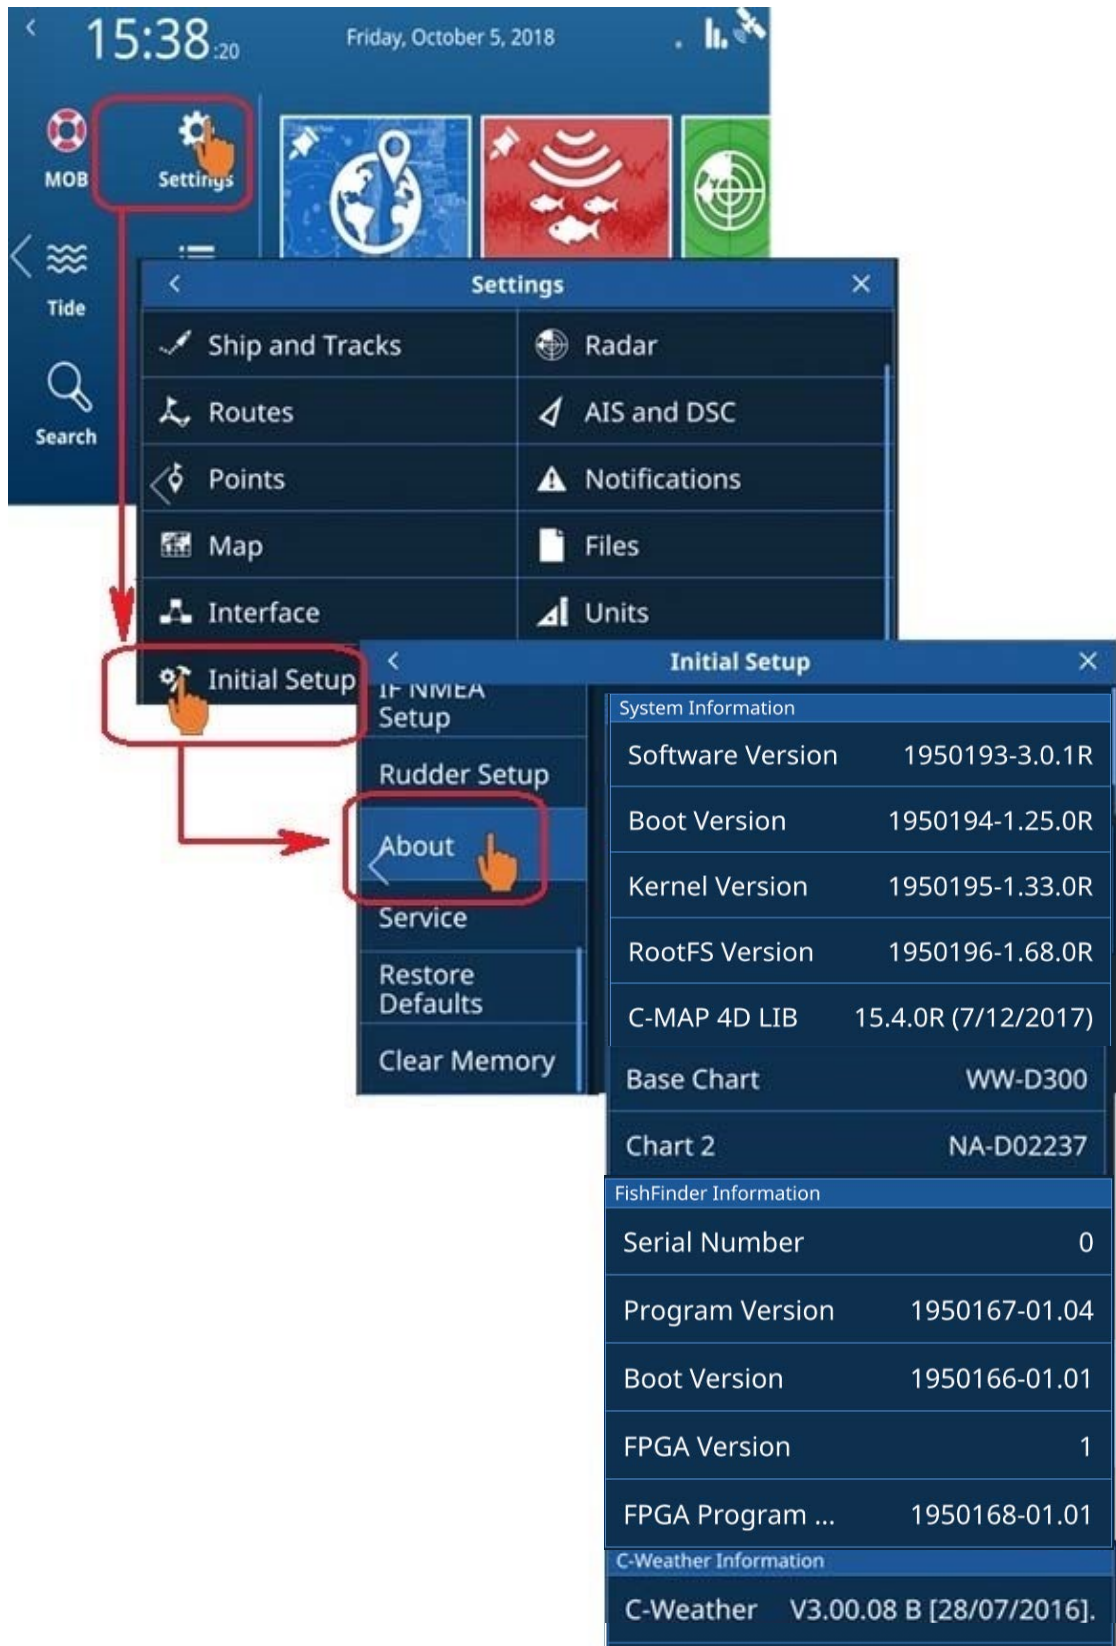 15:38:20
Friday, October 5, 2018
MOB
Settings
Tide
Search
Settings
Ship and Tracks
Radar
Routes
AIS and DSC
Points
Notifications
Map
Files
Interface
Units
Initial Setup
Initial Setup
IF NMEA
Setup
Rudder Setup
About
Service
Restore
Defaults
Clear Memory
System Information
Software Version 1950193-3.0.1R
Boot Version 1950194-1.25.0R
Kernel Version 1950195-1.33.0R
RootFS Version 1950196-1.68.0R
C-MAP 4D LIB 15.4.0R (7/12/2017)
Base Chart WW-D300
Chart 2 NA-D02237
FishFinder Information
Serial Number 0
Program Version 1950167-01.04
Boot Version 1950166-01.01
FPGA Version 1
FPGA Program ... 1950168-01.01
C-Weather Information
C-Weather V3.00.08 B [28/07/2016].